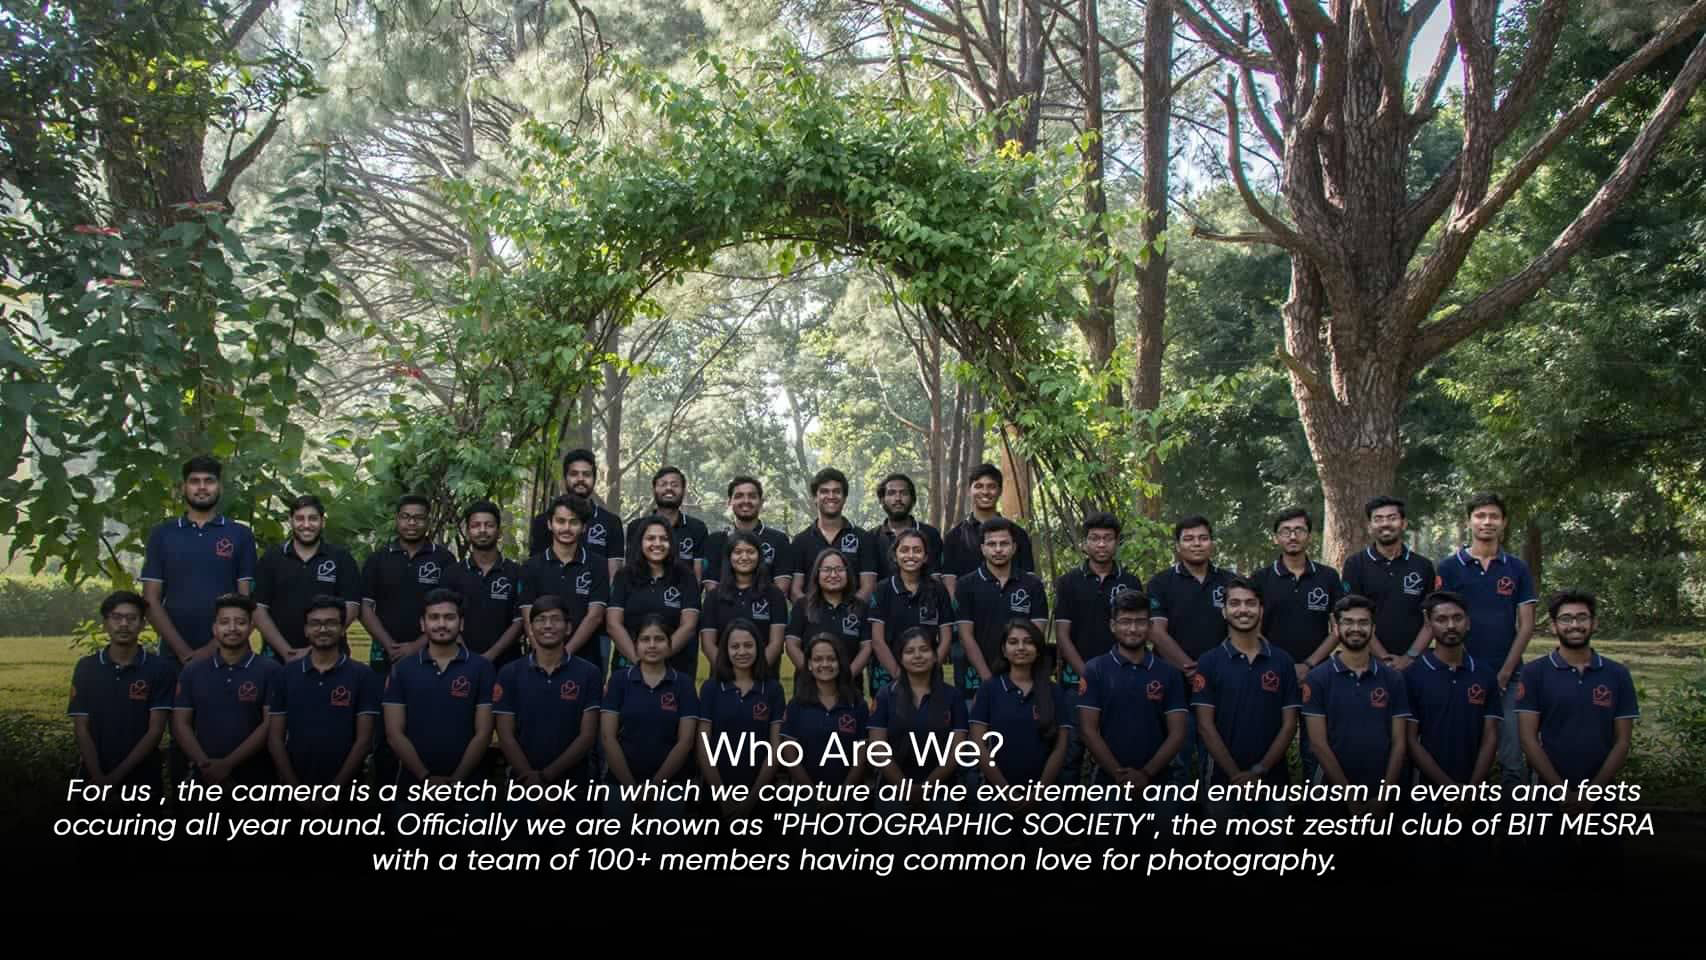 Who Are We?
For us , the camera is a sketch book in which we capture all the excitement and enthusiasm in events and fests
occuring all year round. Officially we are known as "PHOTOGRAPHIC SOCIETY", the most zestful club of BIT MESRA
with a team of 100+ members having common love for photography.